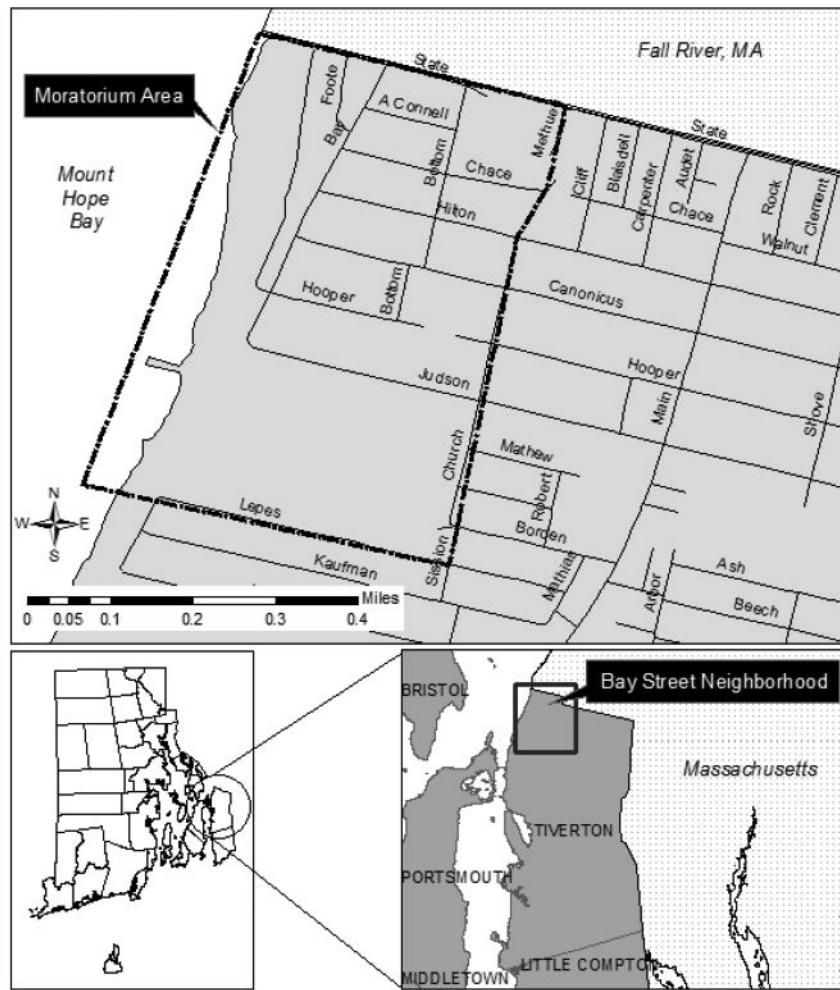 Fall River, MA
State
Moratorium Area
Foote
A Connell
Methue
State
Bay
Bottom
Mount
Hope
Bay
Chace
Cliff
Blaisdell
Carpenter
Audet
Chace
Rock
Clement
Hilton
Walnut
Hooper
Bottom
Canonicus
Hooper
Judson
Main
Shove
Church
Mathew
Robert
N
W E
S
Lepes
Borden
Kaufman
Sission
Mathias
Arbor
Ash
Beech
Miles
0 0.05 0.1 0.2 0.3 0.4
BRISTOL
Bay Street Neighborhood
Massachusetts
TIVERTON
PORTSMOUTH
LITTLE COMPTON
MIDDLETOWN